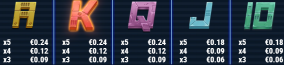 A K Q J 10
x5 €0.24 x5 €0.24 x5 €0.24 x5 €0.18 x5 €0.18
x4 €0.12 x4 €0.12 x4 €0.12 x4 €0.09 x4 €0.09
x3 €0.09 x3 €0.09 x3 €0.09 x3 €0.06 x3 €0.06